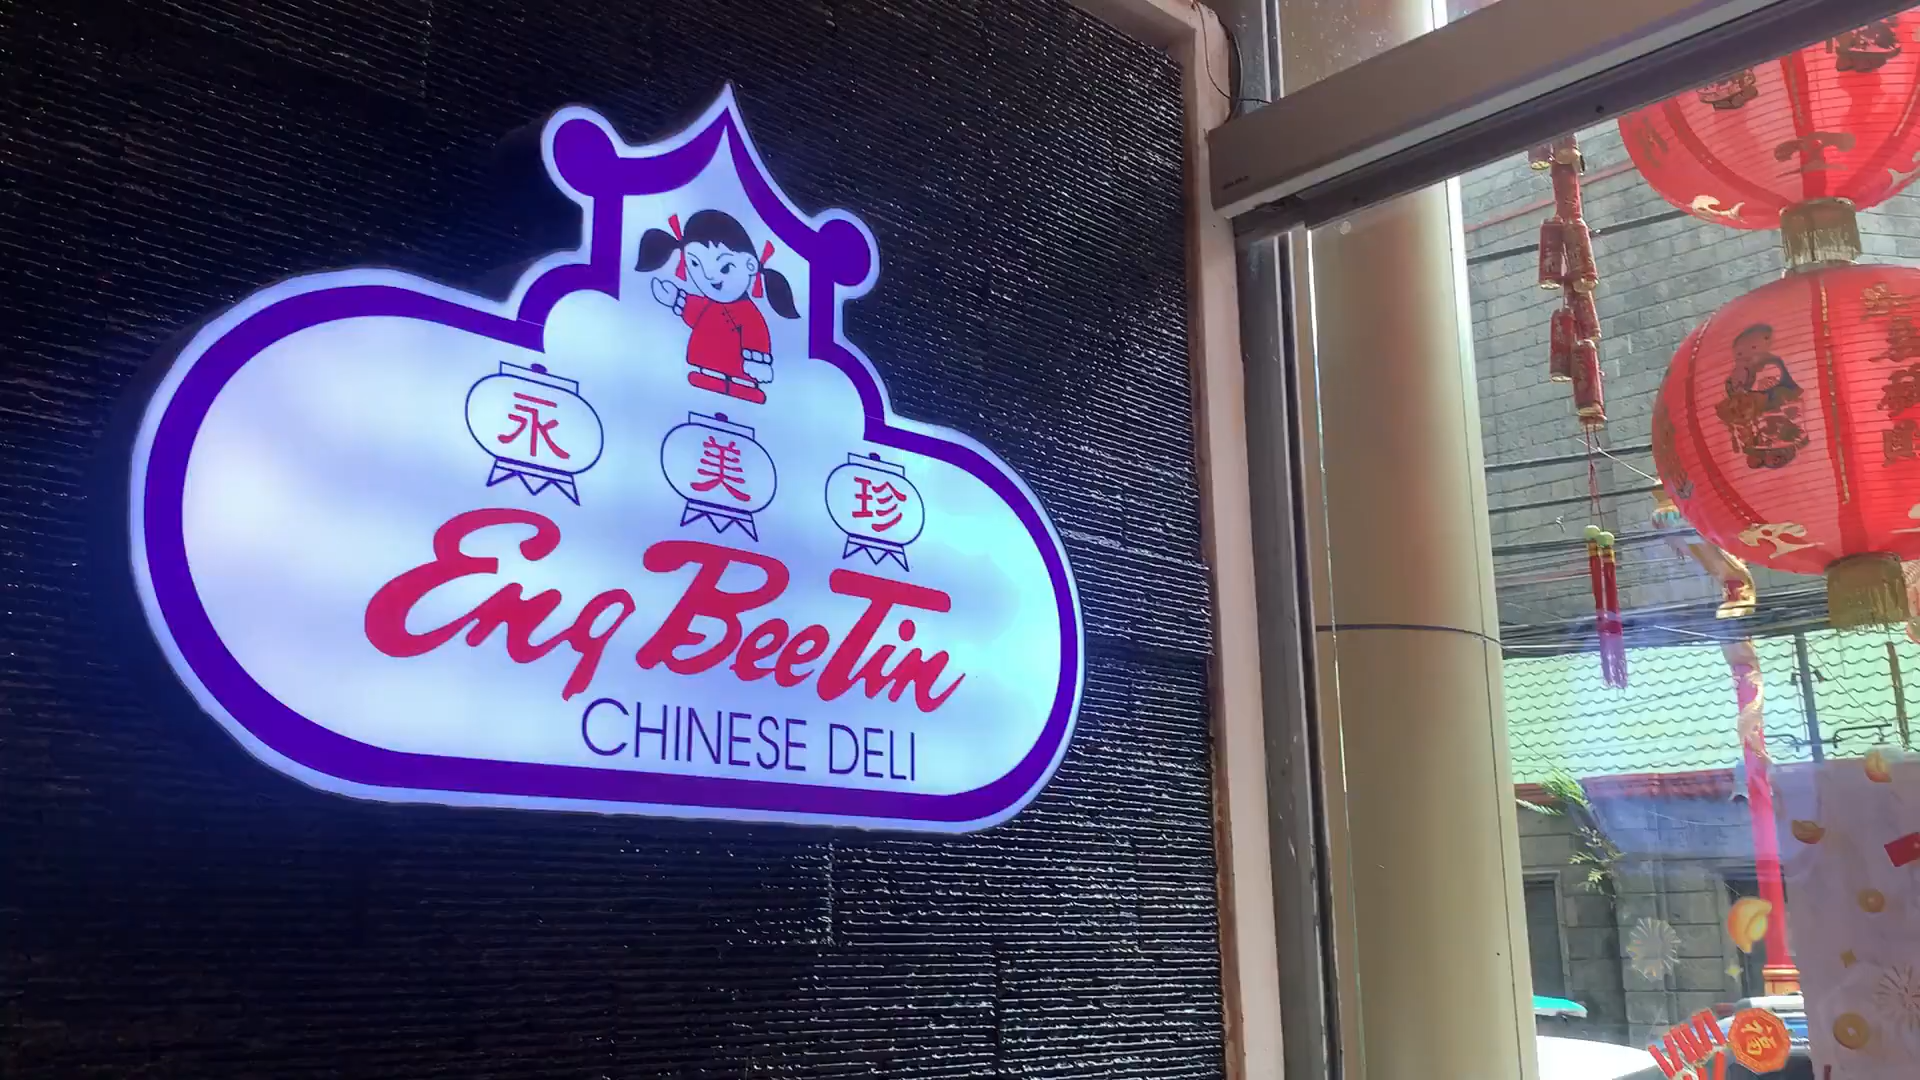 永 美 珍
Eng Bee Tin
CHINESE DELI